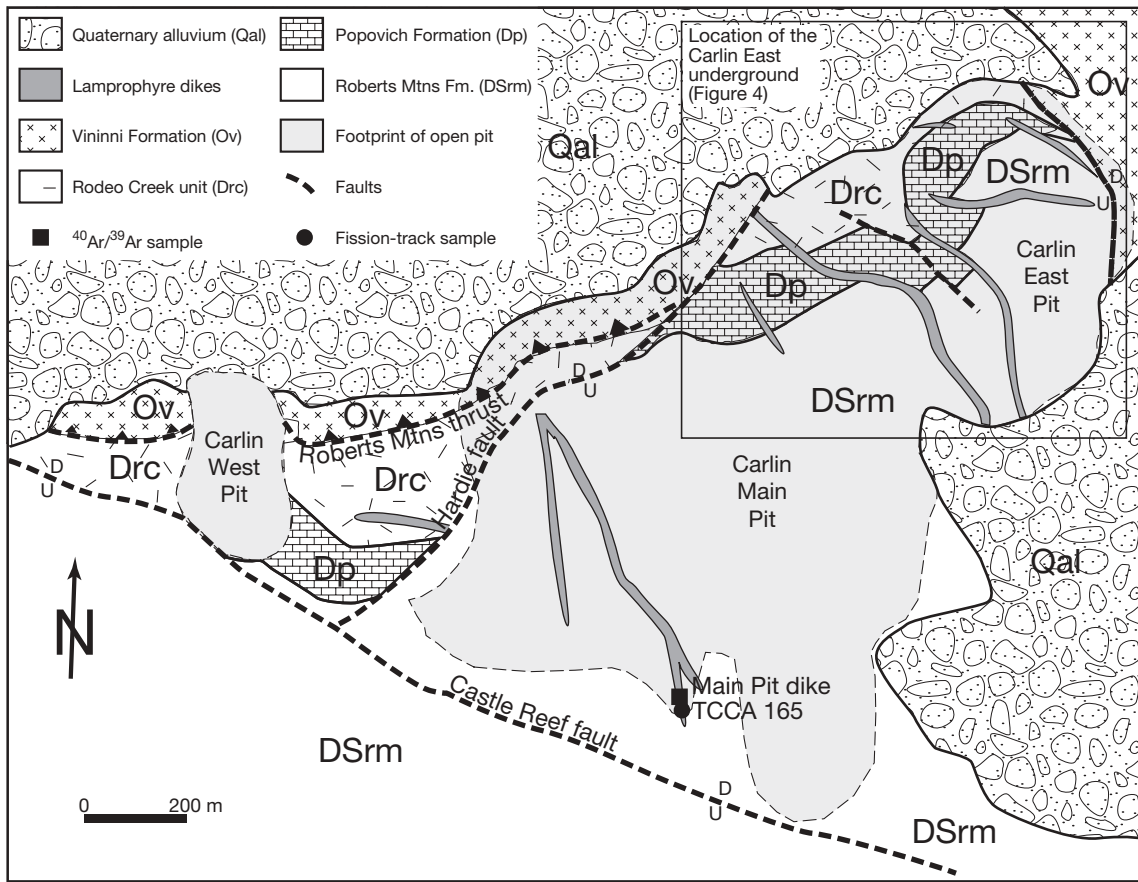 Quaternary alluvium (Qal)
Popovich Formation (Dp)
Lamprophyre dikes
Roberts Mtns Fm. (DSrm)
Vininni Formation (Ov)
Footprint of open pit
Rodeo Creek unit (Drc)
Faults
40Ar/39Ar sample
Fission-track sample
Location of the
Carlin East
underground
(Figure 4)
Ov
Qal
Dp
DSrm
D
U
Drc
Carlin
East
Pit
Ov
Dp
D
U
DSrm
Ov
Ov
Roberts Mtns thrust
Carlin
West
Pit
Drc
D
U
Drc
Hardie fault
Carlin
Main
Pit
Dp
Qal
N
Main Pit dike
TCCA 165
Castle Reef fault
DSrm
D
U
0 200 m
DSrm